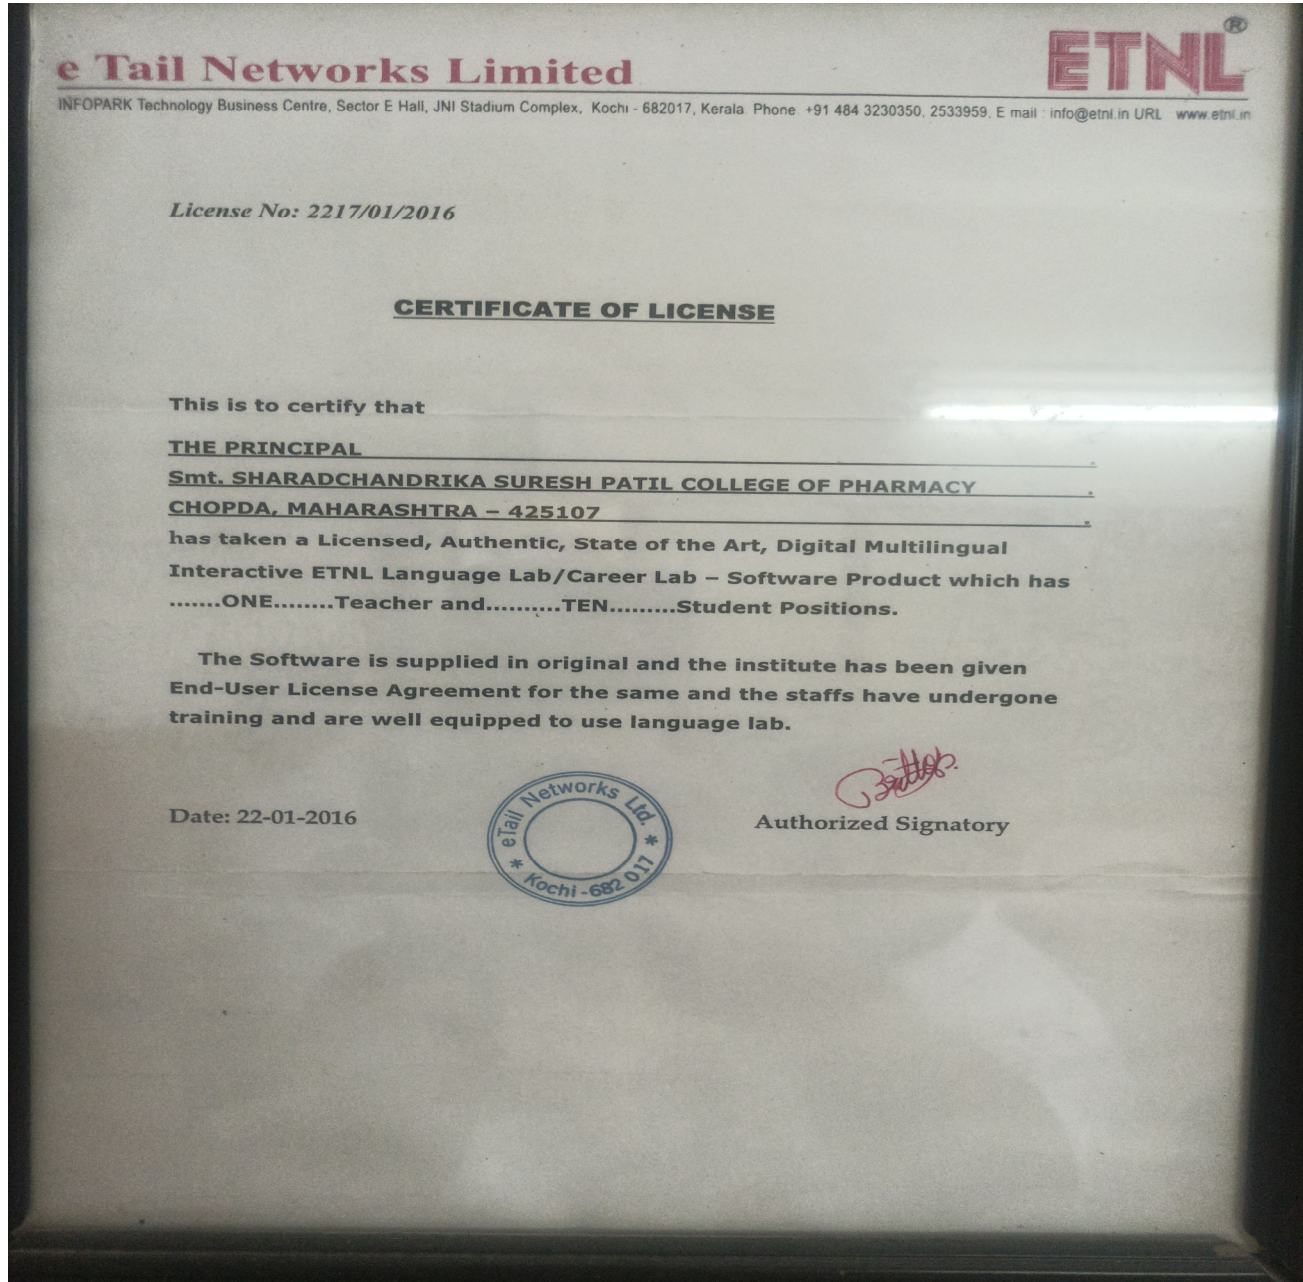 e Tail Networks Limited
ETNL®
INFOPARK Technology Business Centre, Sector E Hall, JNI Stadium Complex, Kochi - 682017, Kerala. Phone +91 484 3230350, 2533959, E mail : info@etnl.in URL www.etnl.in
License No: 2217/01/2016
CERTIFICATE OF LICENSE
This is to certify that
THE PRINCIPAL .
Smt. SHARADCHANDRIKA SURESH PATIL COLLEGE OF PHARMACY .
CHOPDA, MAHARASHTRA – 425107 .
has taken a Licensed, Authentic, State of the Art, Digital Multilingual
Interactive ETNL Language Lab/Career Lab – Software Product which has
.......ONE........Teacher and..........TEN.........Student Positions.
The Software is supplied in original and the institute has been given
End-User License Agreement for the same and the staffs have undergone
training and are well equipped to use language lab.
Date: 22-01-2016
* eTail Networks Ltd. *
Kochi - 682 017
Authorized Signatory